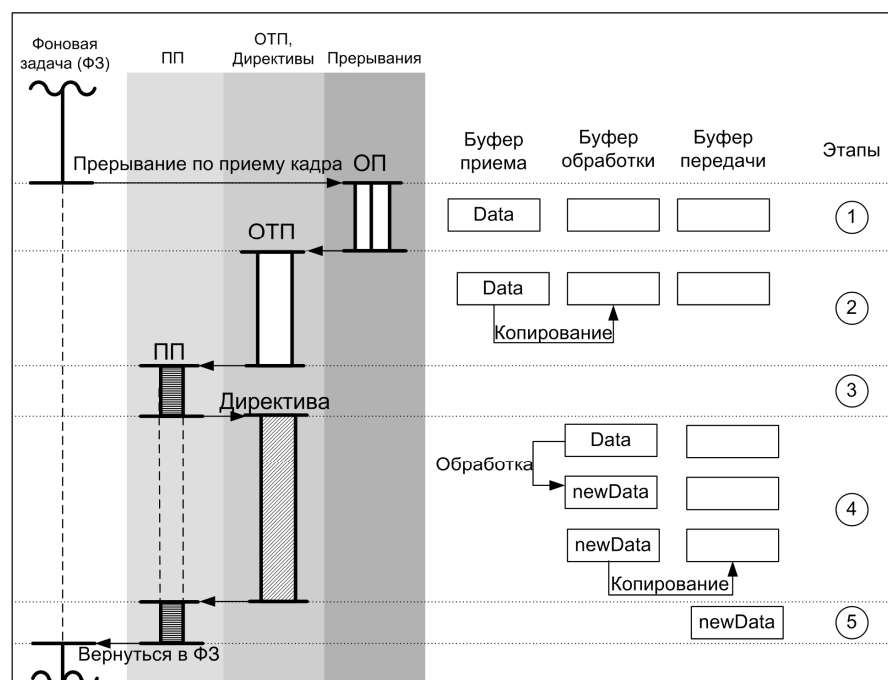 Фоновая
задача (ФЗ)
ПП
ОТП,
Директивы
Прерывания
Буфер
приема
Буфер
обработки
Буфер
передачи
Этапы
Прерывание по приему кадра
ОП
Data
1
ОТП
Data
Копирование
2
ПП
3
Директива
Data
Обработка
newData
newData
Копирование
4
newData
5
Вернуться в ФЗ